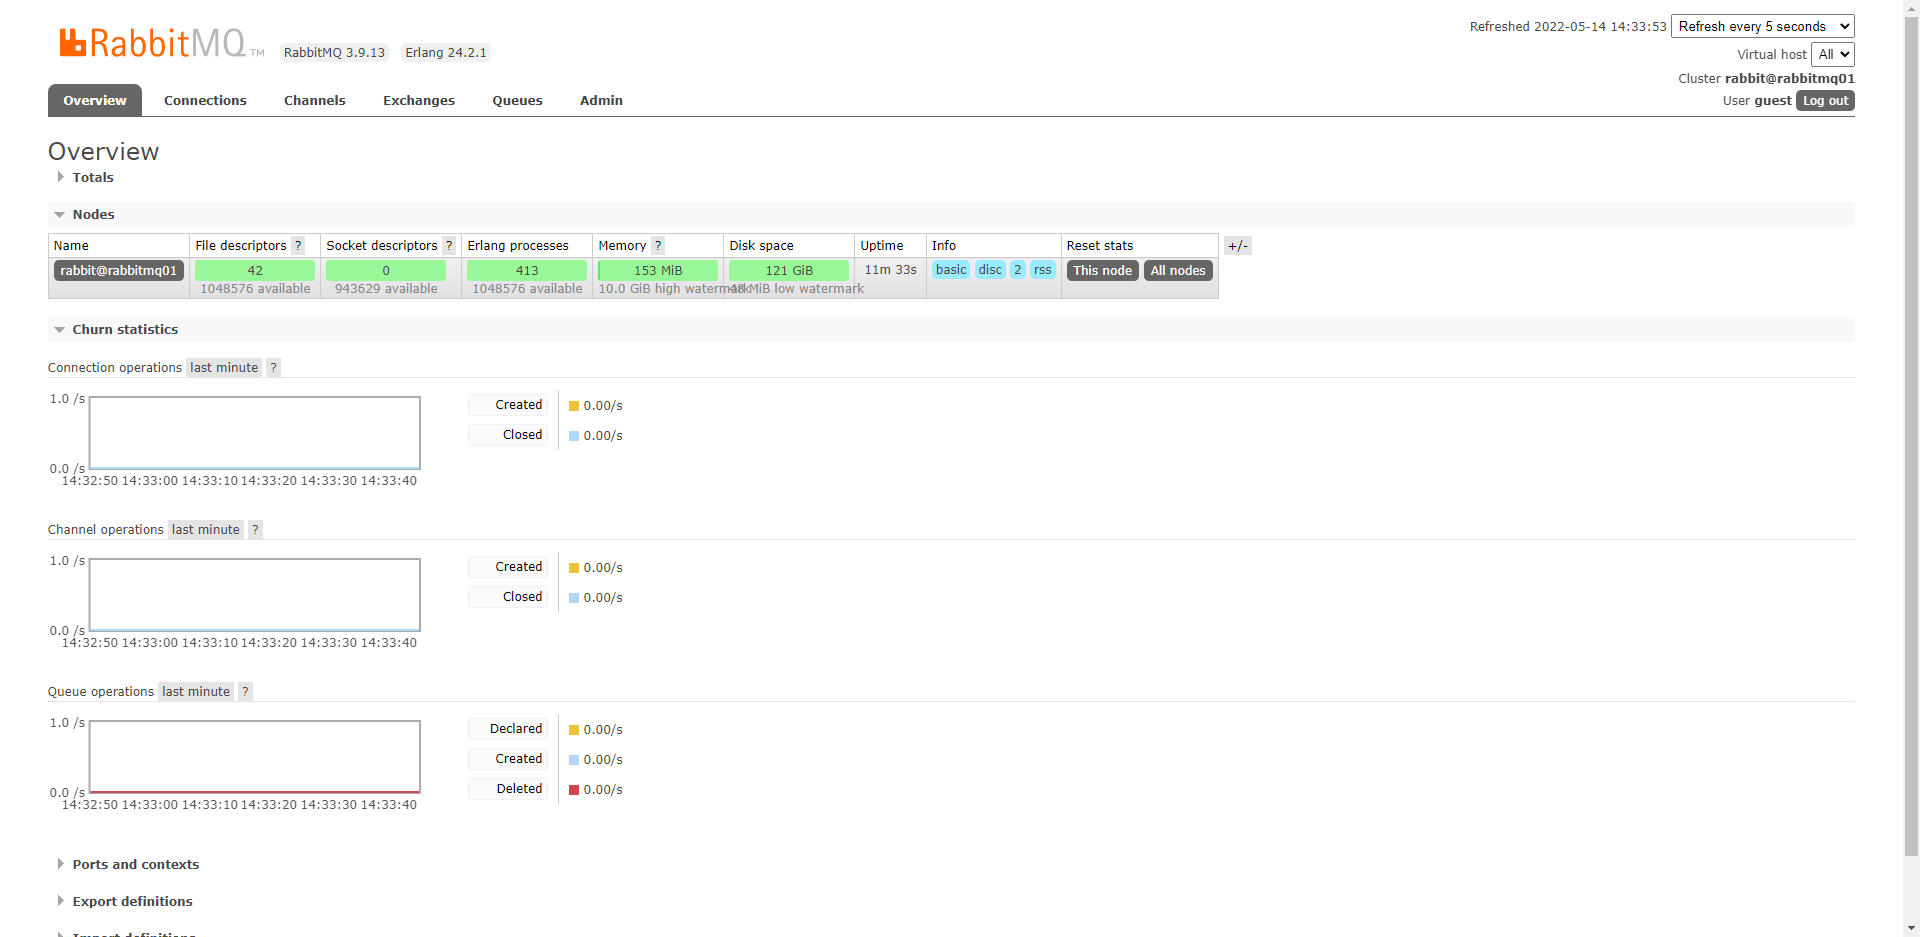 RabbitMQ TM RabbitMQ 3.9.13 Erlang 24.2.1
Refreshed 2022-05-14 14:33:53 Refresh every 5 seconds
Virtual host All
Cluster rabbit@rabbitmq01
User guest Log out
Overview Connections Channels Exchanges Queues Admin
Overview
Totals
Nodes
Name File descriptors ? Socket descriptors ? Erlang processes Memory ? Disk space Uptime Info Reset stats +/-
rabbit@rabbitmq01 42 0 413 153 MiB 121 GiB 11m 33s basic disc 2 rss This node All nodes
1048576 available 943629 available 1048576 available 10.0 GiB high watermark 48 MiB low watermark
Churn statistics
Connection operations last minute ?
1.0 /s
0.0 /s
14:32:50 14:33:00 14:33:10 14:33:20 14:33:30 14:33:40
Created 0.00/s
Closed 0.00/s
Channel operations last minute ?
1.0 /s
0.0 /s
14:32:50 14:33:00 14:33:10 14:33:20 14:33:30 14:33:40
Created 0.00/s
Closed 0.00/s
Queue operations last minute ?
1.0 /s
0.0 /s
14:32:50 14:33:00 14:33:10 14:33:20 14:33:30 14:33:40
Declared 0.00/s
Created 0.00/s
Deleted 0.00/s
Ports and contexts
Export definitions
Import definitions